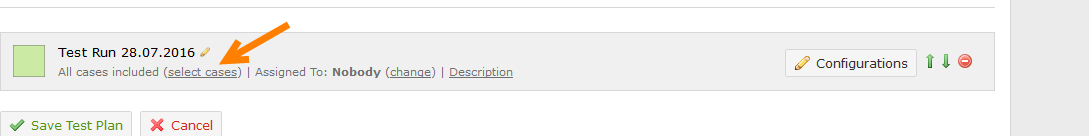 Test Run 28.07.2016
All cases included (select cases) | Assigned To: Nobody (change) | Description
Configurations
Save Test Plan
Cancel